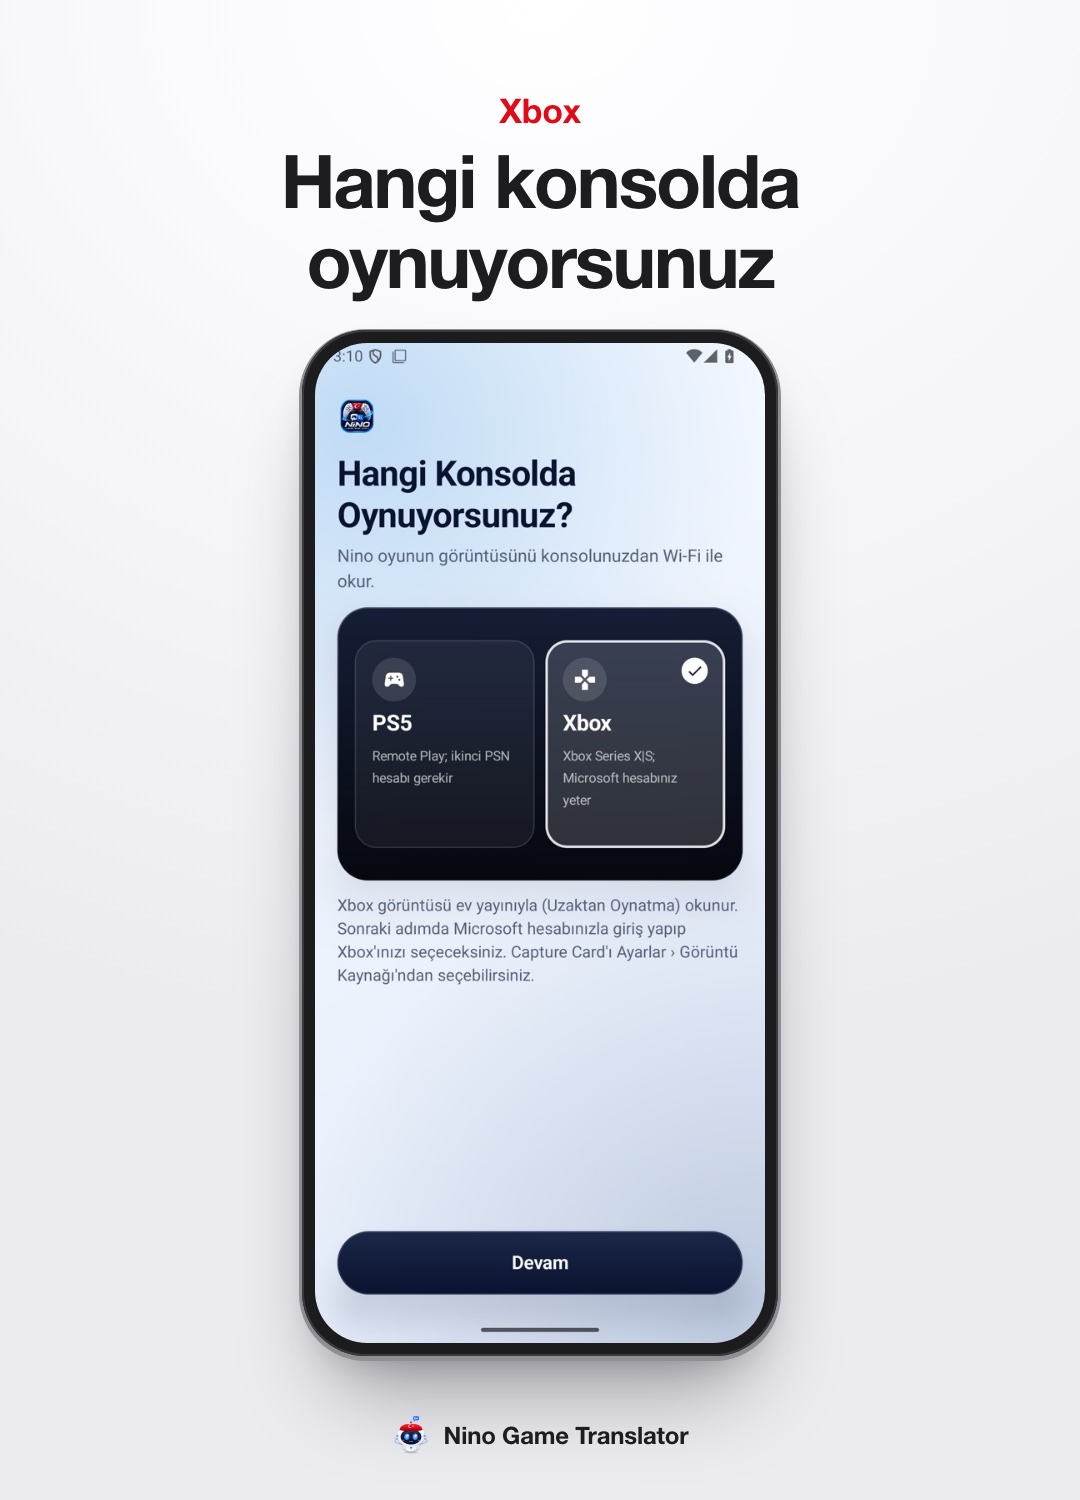 Xbox
Hangi konsolda
oynuyorsunuz
3:10
NiNO
Hangi Konsolda
Oynuyorsunuz?
Nino oyunun görüntüsünü konsolunuzdan Wi-Fi ile
okur.
PS5
Remote Play; ikinci PSN
hesabı gerekir
Xbox
Xbox Series X|S;
Microsoft hesabınız
yeter
Xbox görüntüsü ev yayınıyla (Uzaktan Oynatma) okunur.
Sonraki adımda Microsoft hesabınızla giriş yapıp
Xbox'ınızı seçeceksiniz. Capture Card'ı Ayarlar › Görüntü
Kaynağı'ndan seçebilirsiniz.
Devam
Nino Game Translator